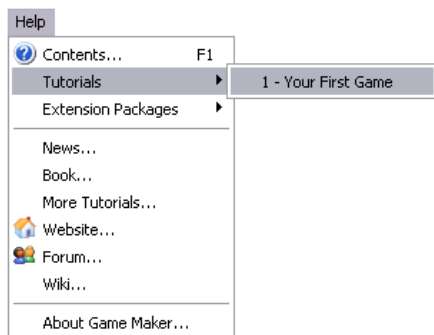 Help
Contents... F1
Tutorials
1 - Your First Game
Extension Packages
News...
Book...
More Tutorials...
Website...
Forum...
Wiki...
About Game Maker...